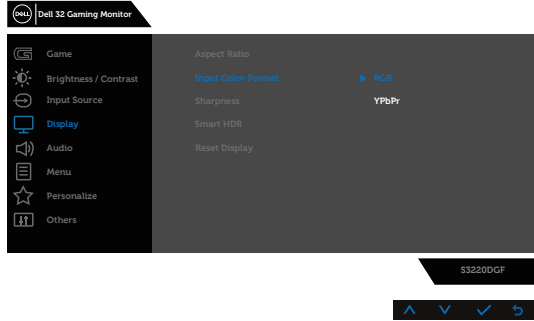 DELL
Dell 32 Gaming Monitor
Game
Aspect Ratio
Brightness / Contrast
Input Color Format
RGB
Input Source
Sharpness
YPbPr
Display
Smart HDR
Audio
Reset Display
Menu
Personalize
Others
S3220DGF